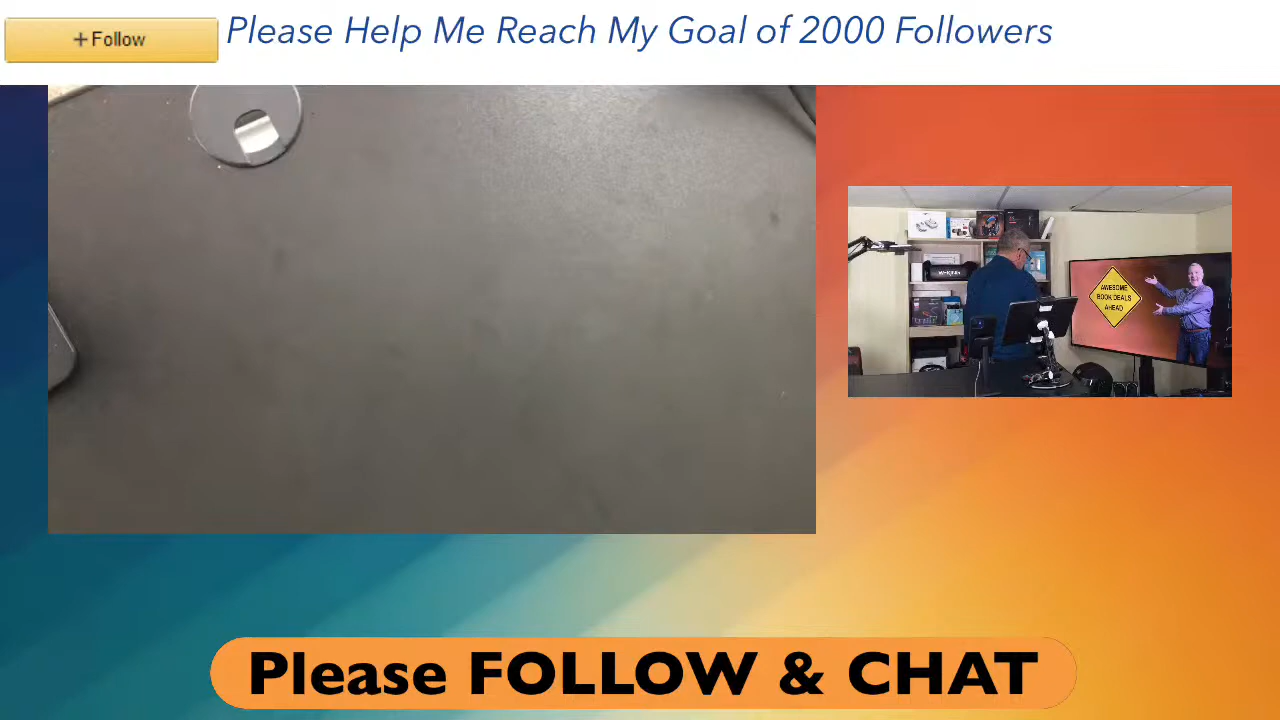 +Follow
Please Help Me Reach My Goal of 2000 Followers
AWESOME
BOOK DEALS
AHEAD
Please FOLLOW & CHAT